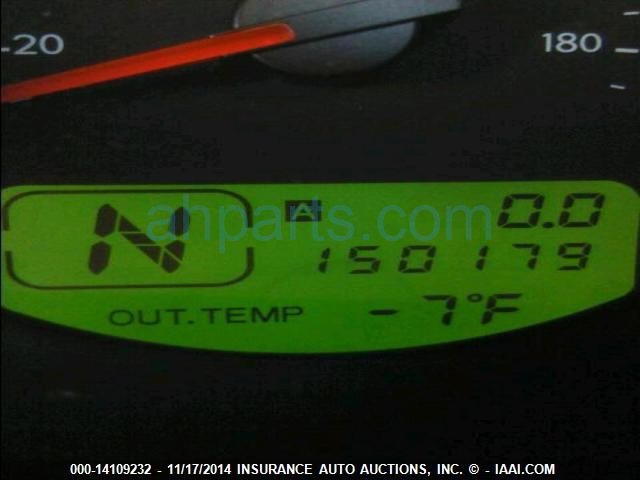 20 180
N A 0.0
ahparts.com
150179
OUT.TEMP -7°F
000-14109232 - 11/17/2014 INSURANCE AUTO AUCTIONS, INC. © - IAAI.COM